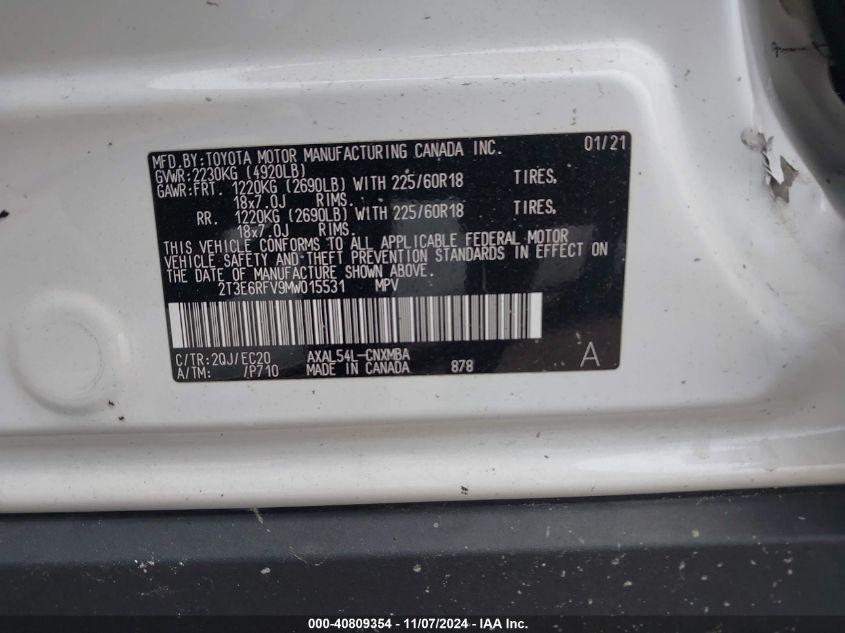 MFD.BY:TOYOTA MOTOR MANUFACTURING CANADA INC. 01/21
GVWR:2230KG (4920LB)
GAWR:FRT. 1220KG (2690LB) WITH 225/60R18 TIRES,
18x7.0J RIMS.
RR. 1220KG (2690LB) WITH 225/60R18 TIRES,
18x7.0J RIMS.
THIS VEHICLE CONFORMS TO ALL APPLICABLE FEDERAL MOTOR
VEHICLE SAFETY AND THEFT PREVENTION STANDARDS IN EFFECT ON
THE DATE OF MANUFACTURE SHOWN ABOVE.
2T3E6RFV9MW015531 MPV
C/TR:2QJ/EC20 AXAL54L-CNXMBA A
A/TM: /P710 MADE IN CANADA 878
000-40809354 - 11/07/2024 - IAA Inc.